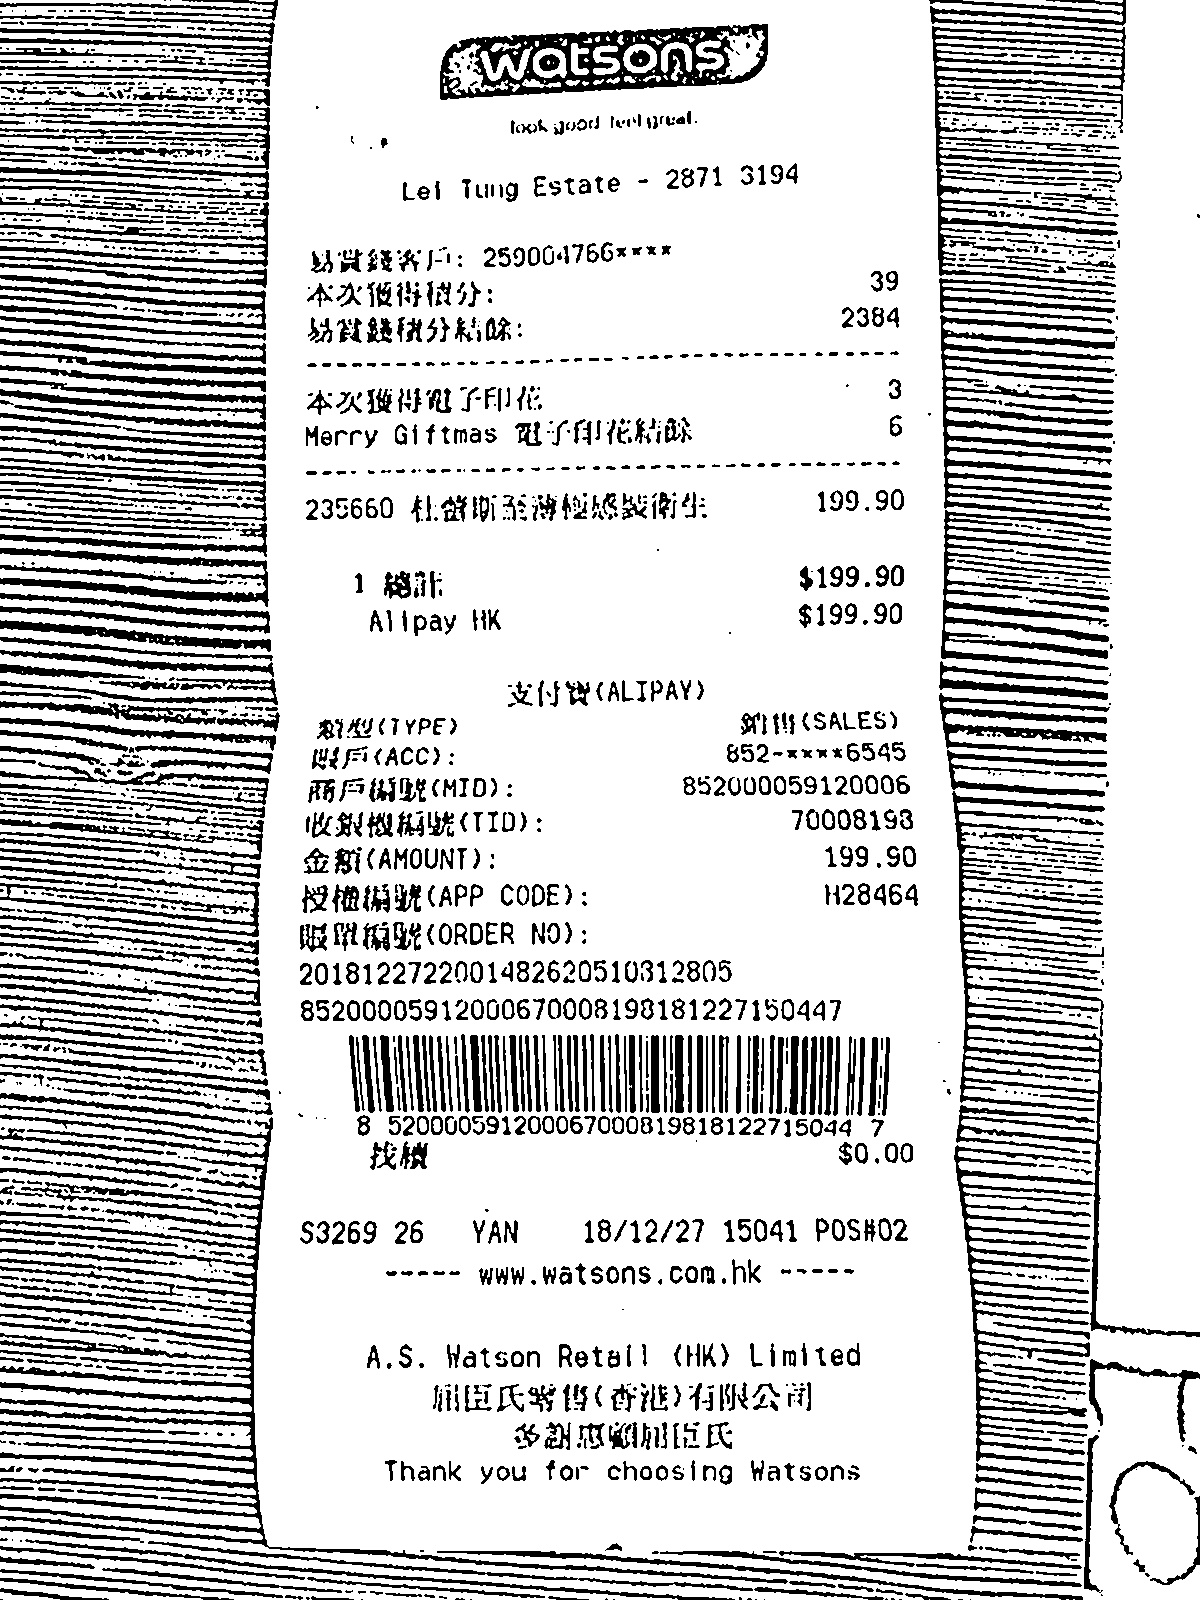 watsons
look good. feel great.
Lei Tung Estate - 2871 3194
易賞錢客戶: 259004766****
本次獲得積分: 39
易賞錢積分結餘: 2384
本次獲得電子印花 3
Merry Giftmas 電子印花結餘 6
235660 杜蕾斯至薄極感裝衛生 199.90
1 總計 $199.90
Alipay HK $199.90
支付寶(ALIPAY)
類型(TYPE) 銷售(SALES)
賬戶(ACC): 852-****6545
商戶編號(MID): 852000059120006
收銀機編號(TID): 70008198
金額(AMOUNT): 199.90
授權編號(APP CODE): H28464
賬單編號(ORDER NO):
2018122722001482620510312805
85200005912000670008198181227150447
8 520000591200067000819818122715044 7
找續 $0.00
S3269 26 YAN 18/12/27 15041 POS#02
----- www.watsons.com.hk -----
A.S. Watson Retail (HK) Limited
屈臣氏零售(香港)有限公司
多謝惠顧屈臣氏
Thank you for choosing Watsons